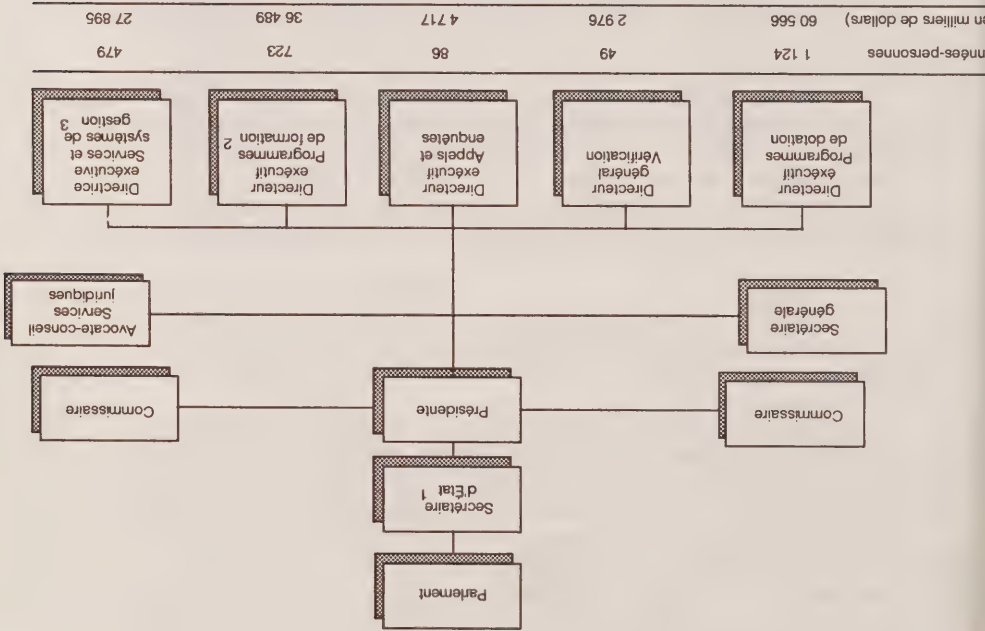 Parlement
Secrétaire
d'État 1
Commissaire
Présidente
Commissaire
Secrétaire
générale
Avocate-conseil
Services
juridiques
Directeur
éxécutif
Programmes
de dotation
Directeur
général
Vérification
Directeur
exécutif
Appels et
enquêtes
Directeur
exécutif
Programmes
de formation 2
Directrice
exécutive
Services et
systèmes de
gestion 3
nnées-personnes 1 124 49 86 723 479
en milliers de dollars) 60 566 2 976 4 717 36 489 27 895